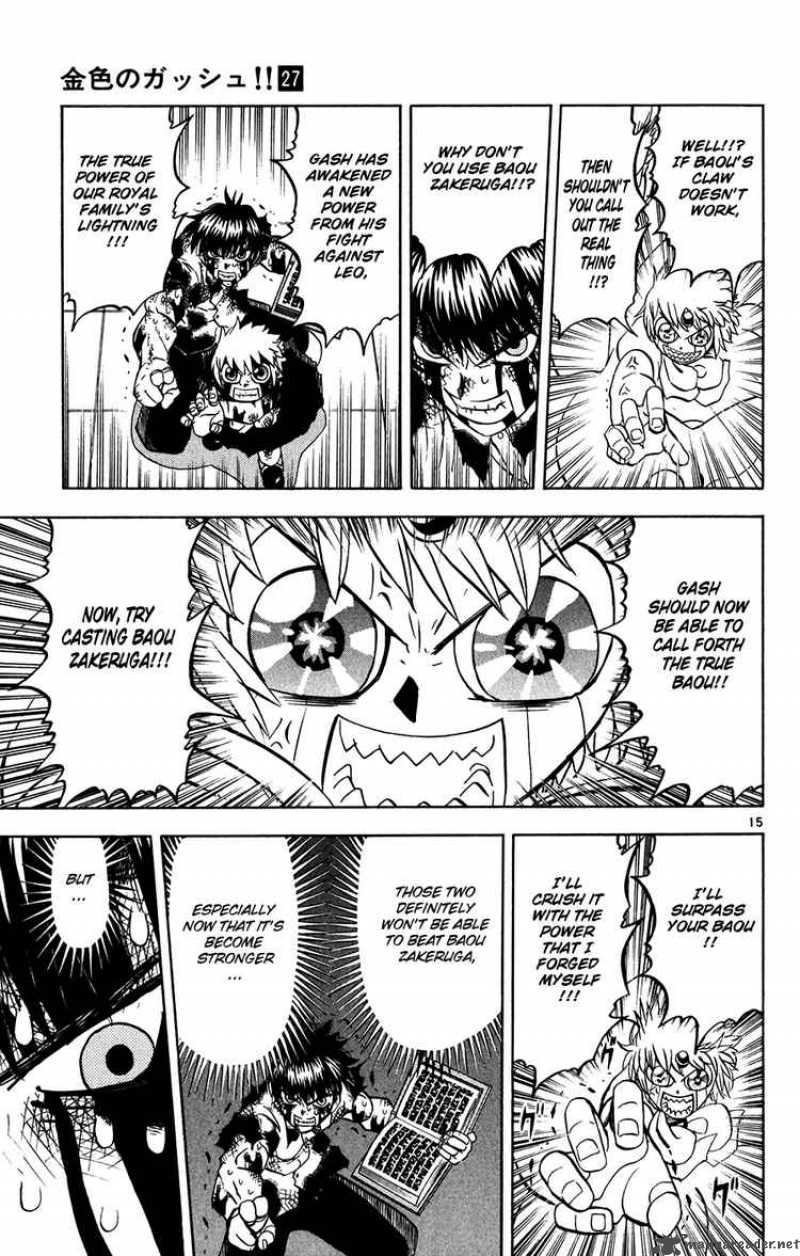 金色のガッシュ!! 27
WELL!!?
IF BAOU'S
CLAW
DOESN'T
WORK,
THEN
SHOULDN'T
YOU CALL
OUT THE
REAL
THING
!!?
WHY DON'T
YOU USE BAOU
ZAKERUGA!!?
GASH HAS
AWAKENED
A NEW
POWER
FROM HIS
FIGHT
AGAINST
LEO,
THE TRUE
POWER OF
OUR ROYAL
FAMILY'S
LIGHTNING
!!!
GASH
SHOULD NOW
BE ABLE TO
CALL FORTH
THE TRUE
BAOU!!
NOW, TRY
CASTING BAOU
ZAKERUGA!!!
15
I'LL
SURPASS
YOUR BAOU
!!
I'LL
CRUSH IT
WITH THE
POWER
THAT I
FORGED
MYSELF
!!!
THOSE TWO
DEFINITELY
WON'T BE ABLE
TO BEAT BAOU
ZAKERUGA,
ESPECIALLY
NOW THAT IT'S
BECOME
STRONGER
...
BUT
...
mangareader.net